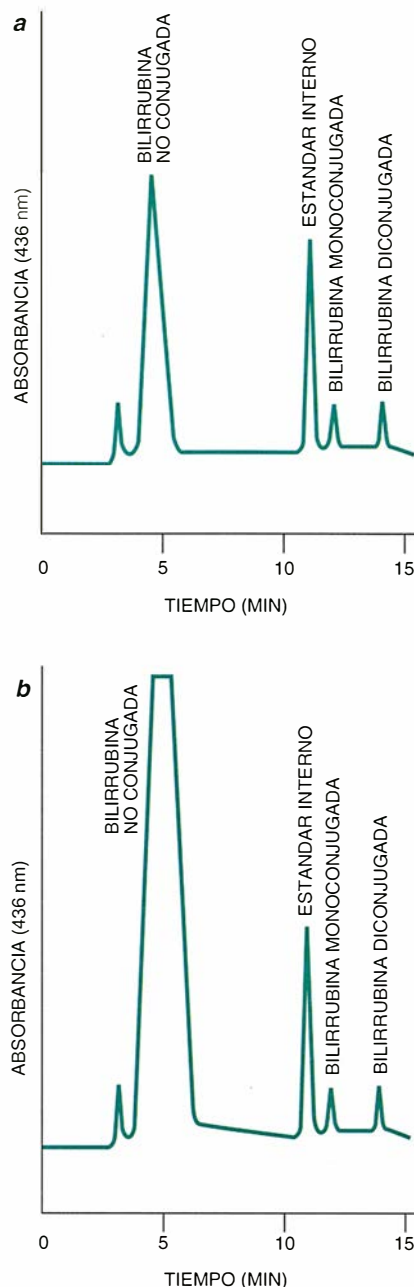 a
ABSORBANCIA (436 nm)
BILIRRUBINA
NO CONJUGADA
ESTANDAR INTERNO
BILIRRUBINA MONOCONJUGADA
BILIRRUBINA DICONJUGADA
0 5 10 15
TIEMPO (MIN)
b
ABSORBANCIA (436 nm)
BILIRRUBINA
NO CONJUGADA
ESTANDAR INTERNO
BILIRRUBINA MONOCONJUGADA
BILIRRUBINA DICONJUGADA
0 5 10 15
TIEMPO (MIN)